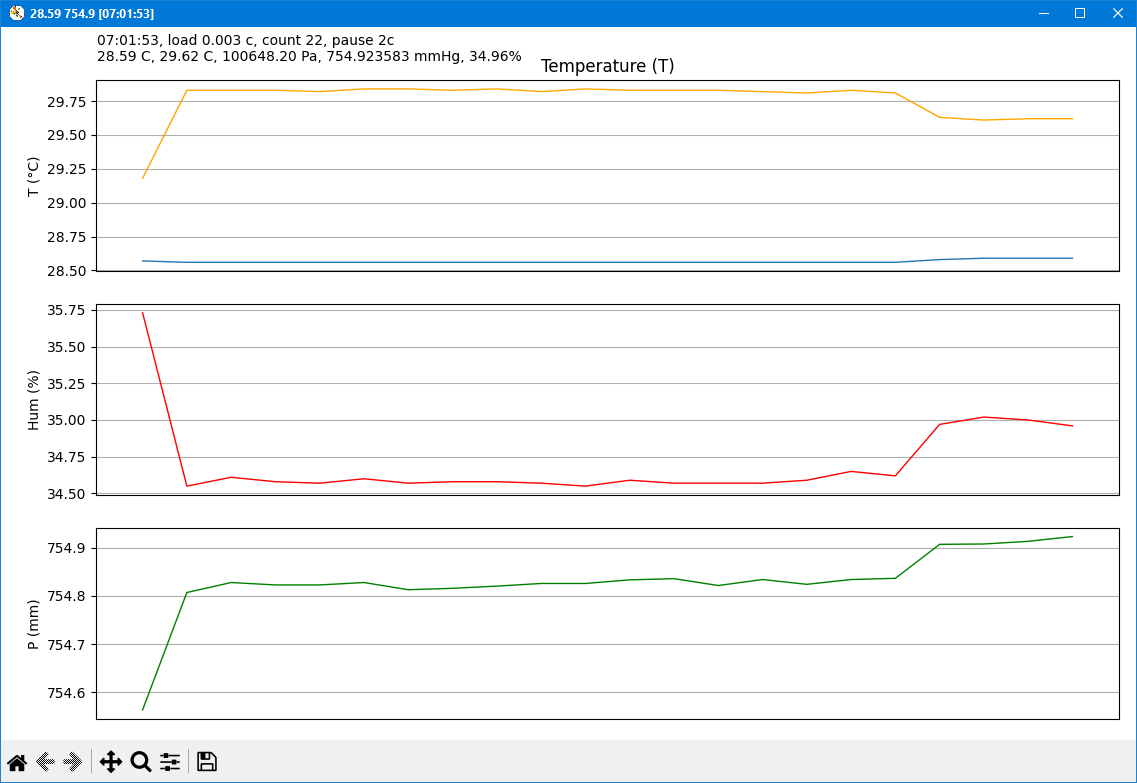 28.59 754.9 [07:01:53]
07:01:53, load 0.003 c, count 22, pause 2c
28.59 C, 29.62 C, 100648.20 Pa, 754.923583 mmHg, 34.96%
Temperature (T)
T (°C)
29.75
29.50
29.25
29.00
28.75
28.50
Hum (%)
35.75
35.50
35.25
35.00
34.75
34.50
P (mm)
754.9
754.8
754.7
754.6